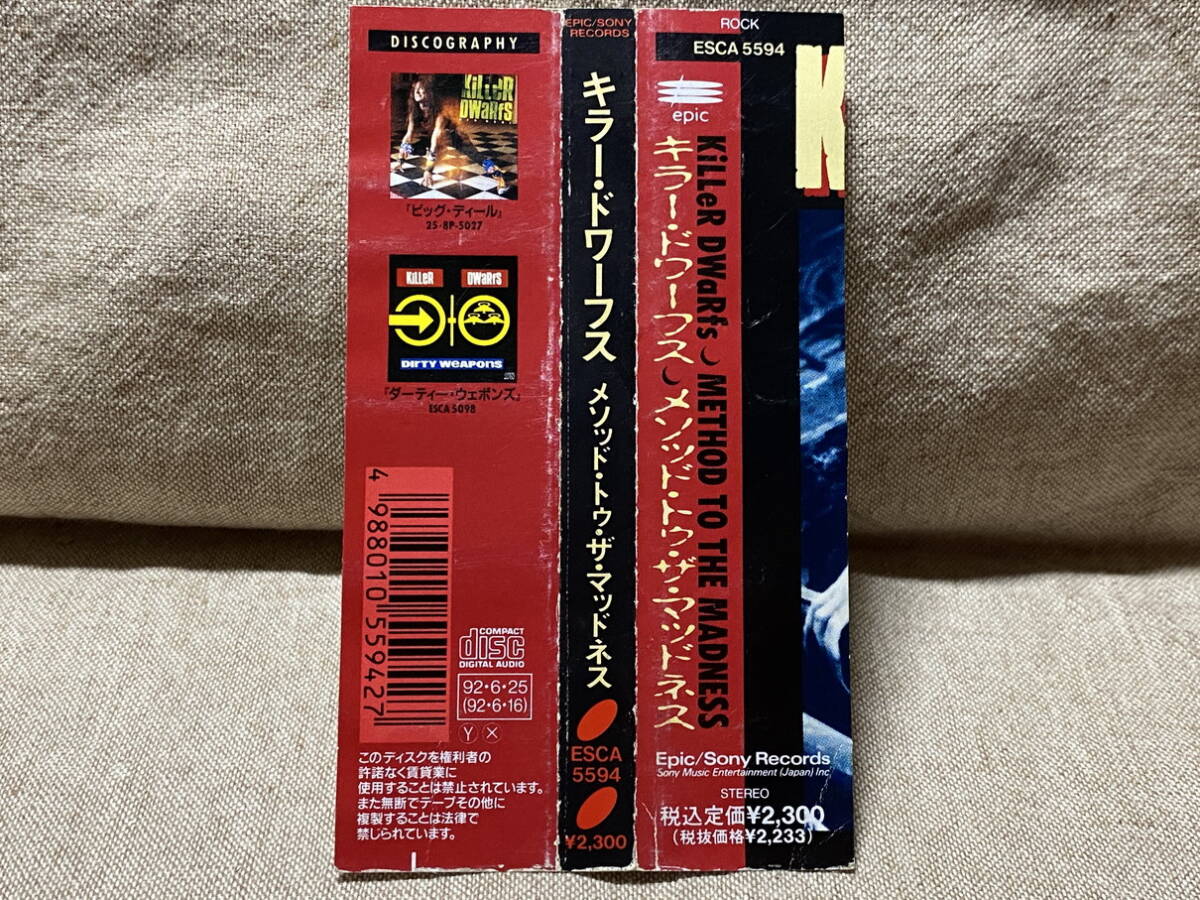 DISCOGRAPHY
KiLLeR
DWaRfS
『ビッグ・ディール』
25・8P-5027
KiLLeR DWaRfS
DirTY WeAPOnS
『ダーティー・ウェポンズ』
ESCA 5098
4 988010 559427
COMPACT
disc
DIGITAL AUDIO
92・6・25
(92・6・16)
Y X
このディスクを権利者の
許諾なく賃貸業に
使用することは禁止されています。
また無断でテープその他に
複製することは法律で
禁じられています。
EPIC/SONY
RECORDS
キラー・ドワーフス メソッド・トゥ・ザ・マッドネス
ESCA
5594
¥2,300
ROCK
ESCA 5594
epic
KiLLeR DWaRfs METHOD TO THE MADNESS
キラー・ドワーフス メソッド・トゥ・ザ・マッドネス
Epic/Sony Records
Sony Music Entertainment (Japan) Inc
STEREO
税込定価¥2,300
(税抜価格¥2,233)
K